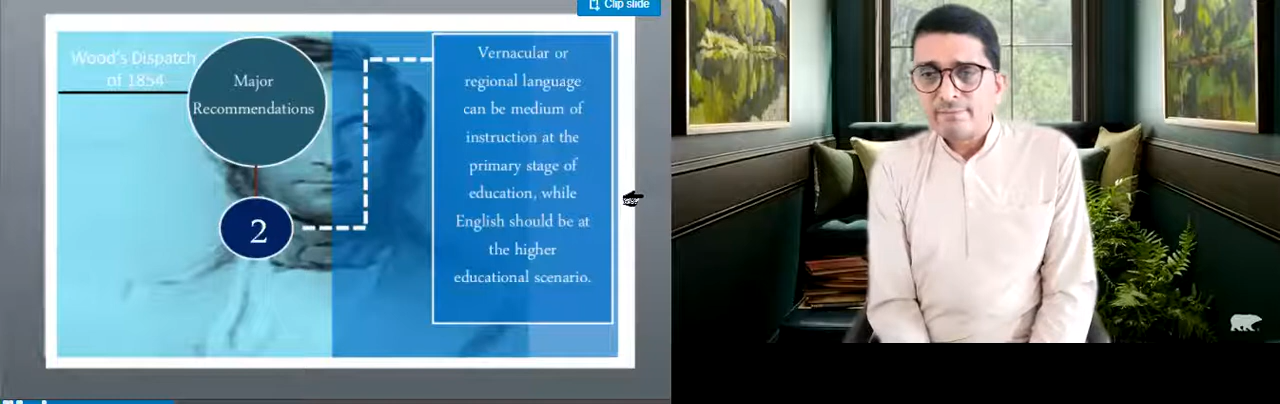 Clip slide
Wood's Dispatch
of 1854
Major
Recommendations
2
Vernacular or
regional language
can be medium of
instruction at the
primary stage of
education, while
English should be at
the higher
educational scenario.